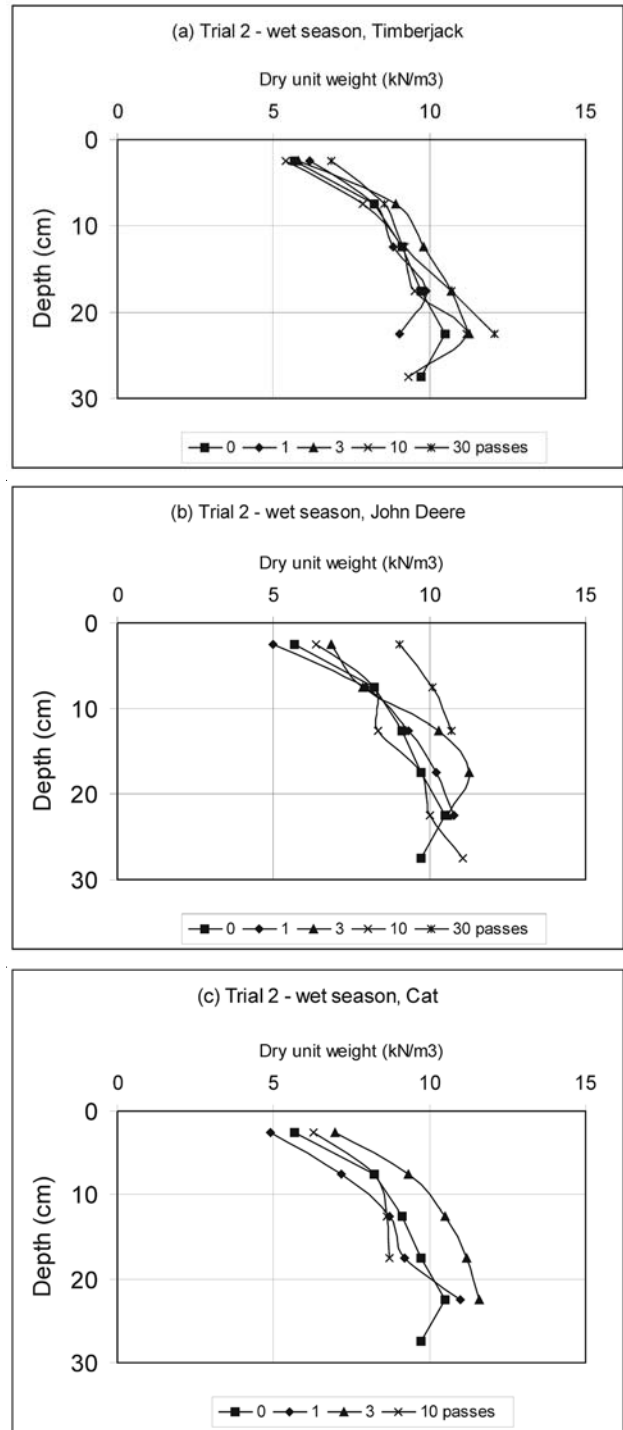 (a) Trial 2 - wet season, Timberjack
Dry unit weight (kN/m3)
0 5 10 15
0
10
20
30
Depth (cm)
0 1 3 10 30 passes
(b) Trial 2 - wet season, John Deere
Dry unit weight (kN/m3)
0 5 10 15
0
10
20
30
Depth (cm)
0 1 3 10 30 passes
(c) Trial 2 - wet season, Cat
Dry unit weight (kN/m3)
0 5 10 15
0
10
20
30
Depth (cm)
0 1 3 10 passes